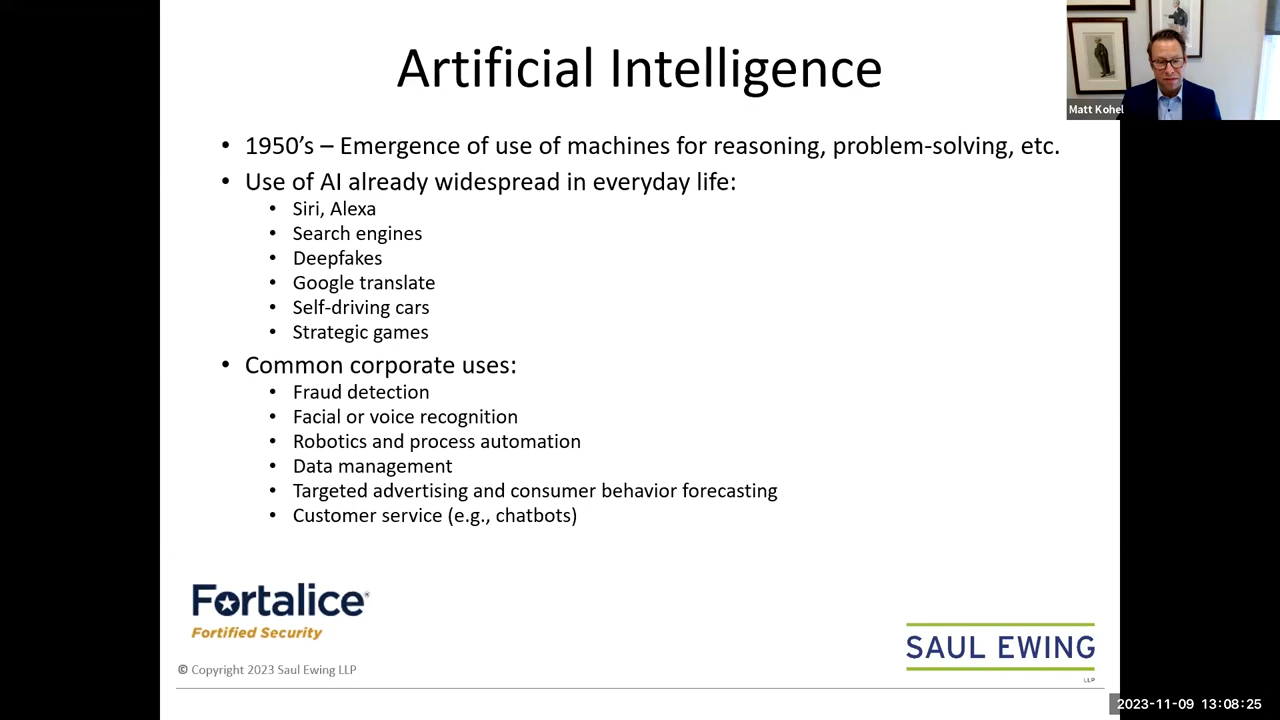 Artificial Intelligence
Matt Kohel
• 1950’s – Emergence of use of machines for reasoning, problem-solving, etc.
• Use of AI already widespread in everyday life:
• Siri, Alexa
• Search engines
• Deepfakes
• Google translate
• Self-driving cars
• Strategic games
• Common corporate uses:
• Fraud detection
• Facial or voice recognition
• Robotics and process automation
• Data management
• Targeted advertising and consumer behavior forecasting
• Customer service (e.g., chatbots)
Fortalice®
Fortified Security
SAUL EWING
LLP
© Copyright 2023 Saul Ewing LLP
2023-11-09 13:08:25